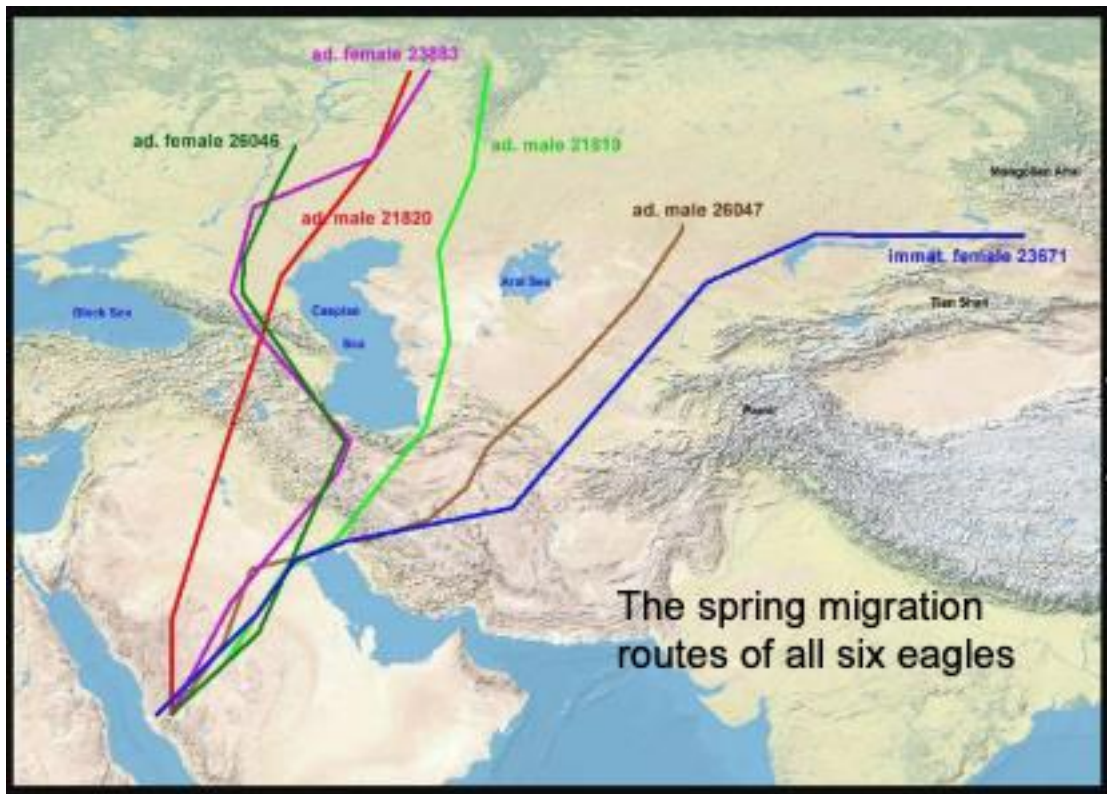 ad. female 23883
ad. female 26046
ad. male 21819
Mongolian Altai
ad. male 26047
ad. male 21820
immat. female 23671
Aral Sea
Tian Shan
Black Sea
Caspian
Sea
Pamir
The spring migration
routes of all six eagles